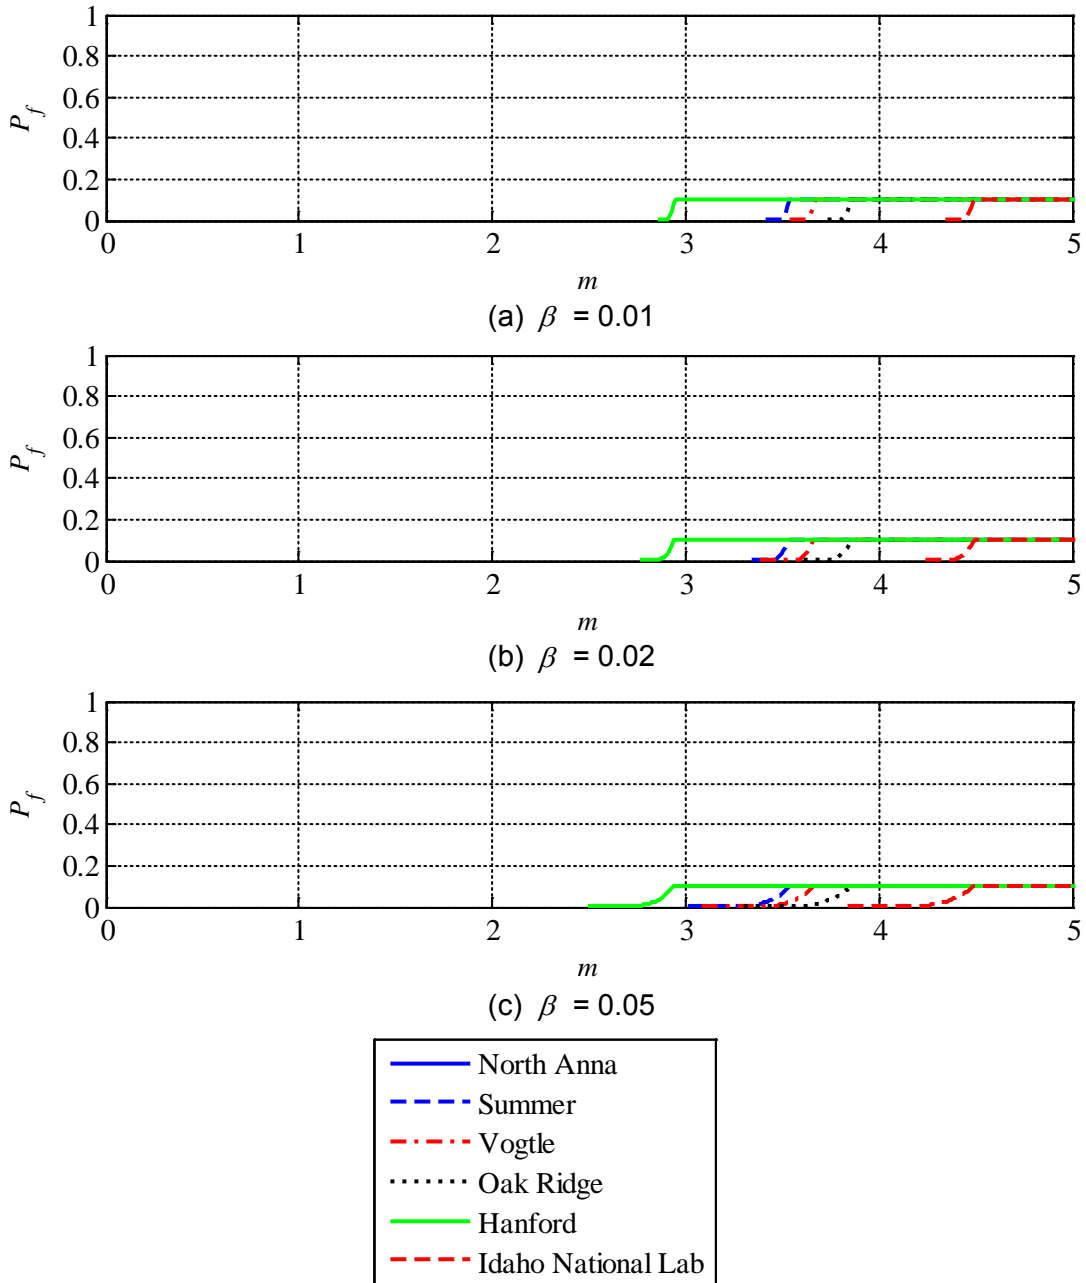 1
0.8
0.6
0.4
0.2
0
P_f
0 1 2 3 4 5
m
(a) β = 0.01
1
0.8
0.6
0.4
0.2
0
P_f
0 1 2 3 4 5
m
(b) β = 0.02
1
0.8
0.6
0.4
0.2
0
P_f
0 1 2 3 4 5
m
(c) β = 0.05
North Anna
Summer
Vogtle
Oak Ridge
Hanford
Idaho National Lab